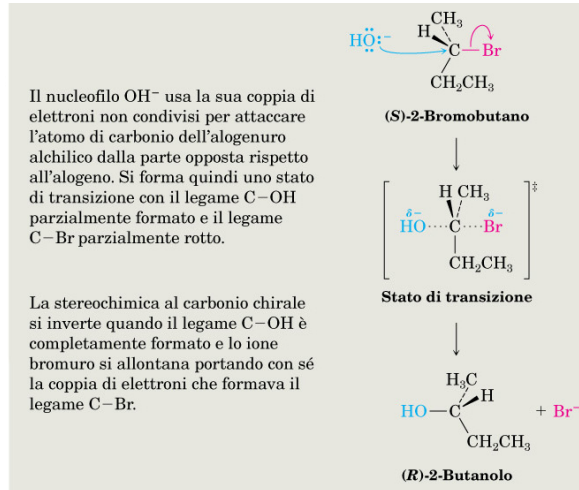 CH₃
H
HO:⁻
C—Br
CH₂CH₃
(S)-2-Bromobutano
Il nucleofilo OH⁻ usa la sua coppia di
elettroni non condivisi per attaccare
l'atomo di carbonio dell'alogenuro
alchilico dalla parte opposta rispetto
all'alogeno. Si forma quindi uno stato
di transizione con il legame C−OH
parzialmente formato e il legame
C−Br parzialmente rotto.
H CH₃ ‡
δ− δ−
HO·····C····Br
CH₂CH₃
Stato di transizione
La stereochimica al carbonio chirale
si inverte quando il legame C−OH è
completamente formato e lo ione
bromuro si allontana portando con sé
la coppia di elettroni che formava il
legame C−Br.
H₃C
H
HO—C + Br⁻
CH₂CH₃
(R)-2-Butanolo